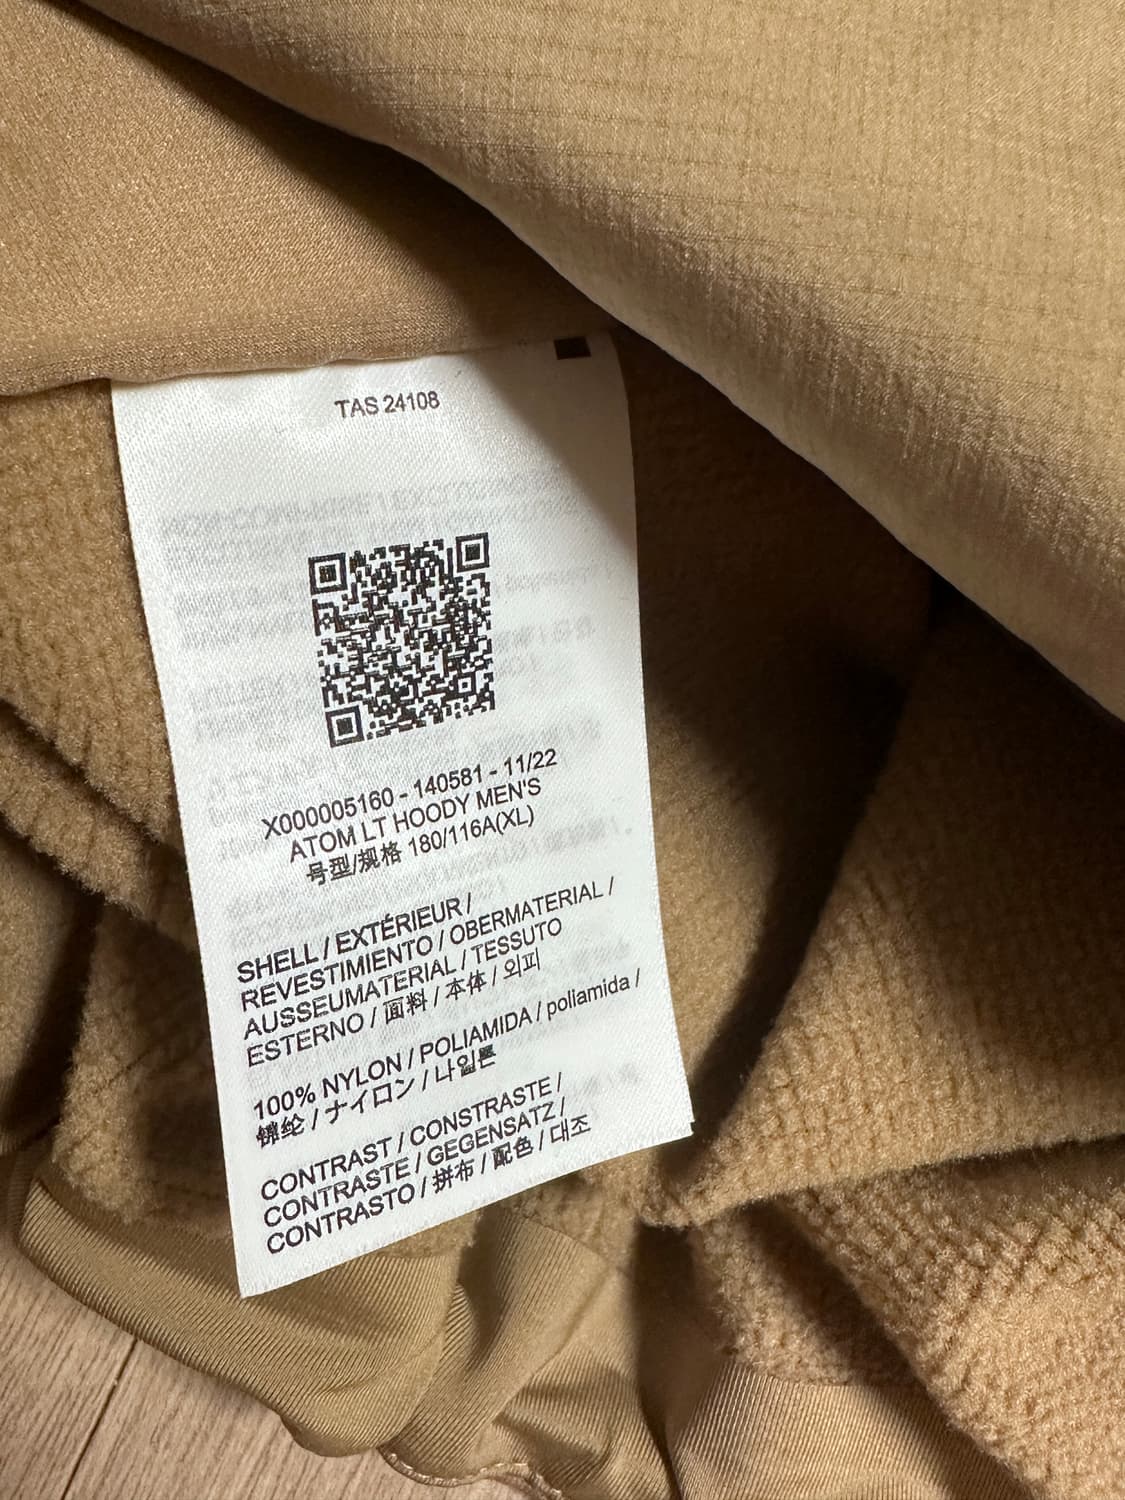 TAS 24108
X000005160 - 140581 - 11/22
ATOM LT HOODY MEN'S
号型/规格 180/116A(XL)
SHELL / EXTÉRIEUR /
REVESTIMIENTO / OBERMATERIAL /
AUSSEUMATERIAL / TESSUTO
ESTERNO / 面料 / 本体 / 외피
100% NYLON / POLIAMIDA / poliamida /
锦纶 / ナイロン / 나일론
CONTRAST / CONSTRASTE /
CONTRASTE / GEGENSATZ /
CONTRASTO / 拼布 / 配色 / 대조